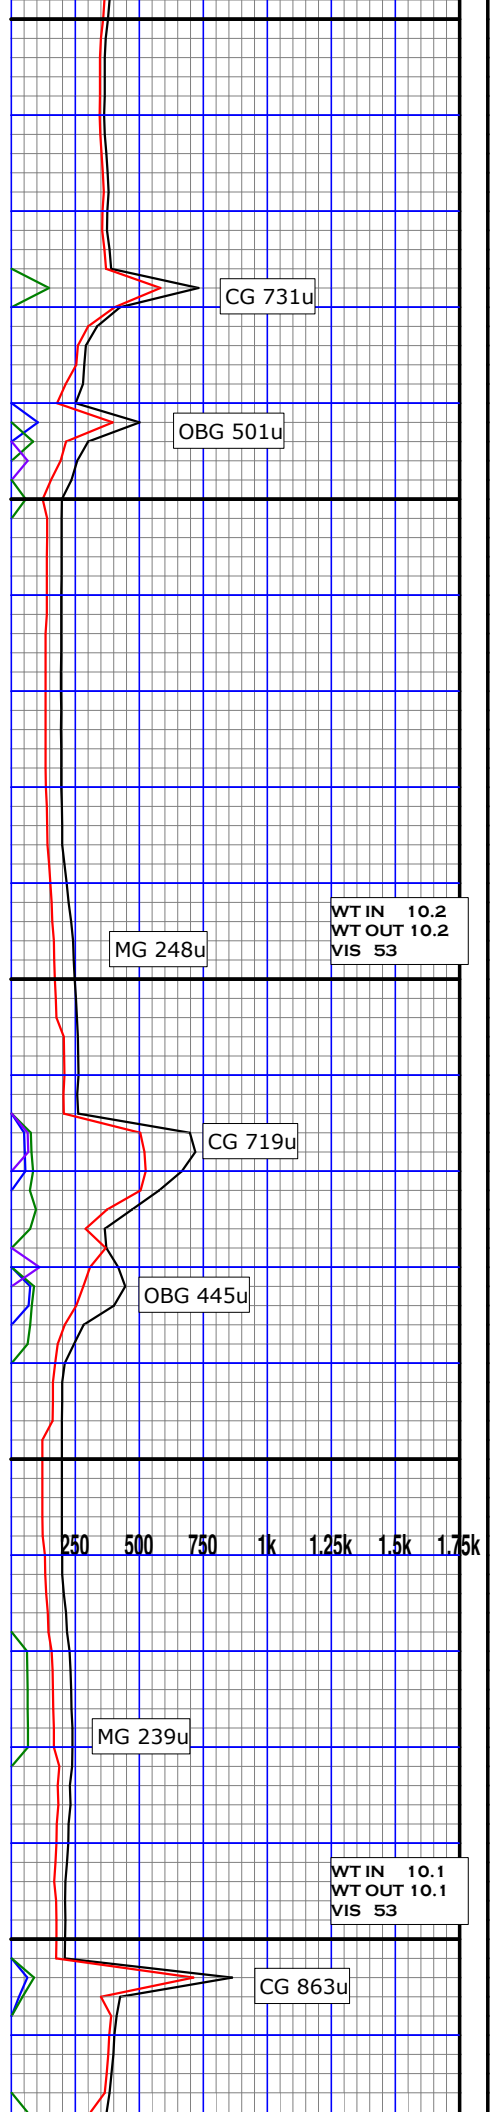 CG 731u
OBG 501u
WT IN 10.2
WT OUT 10.2
VIS 53
MG 248u
CG 719u
OBG 445u
250 500 750 1k 1.25k 1.5k 1.75k
MG 239u
WT IN 10.1
WT OUT 10.1
VIS 53
CG 863u